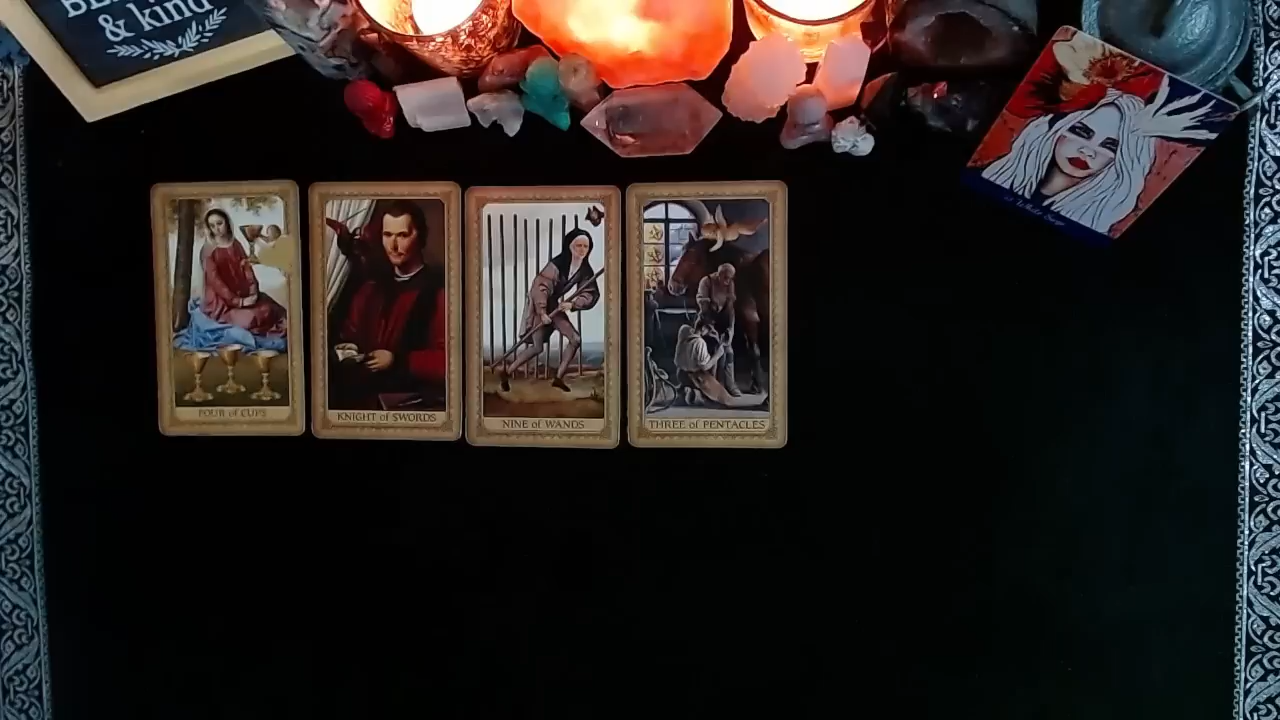 & kind
FOUR of CUPS
KNIGHT of SWORDS
NINE of WANDS
THREE of PENTACLES